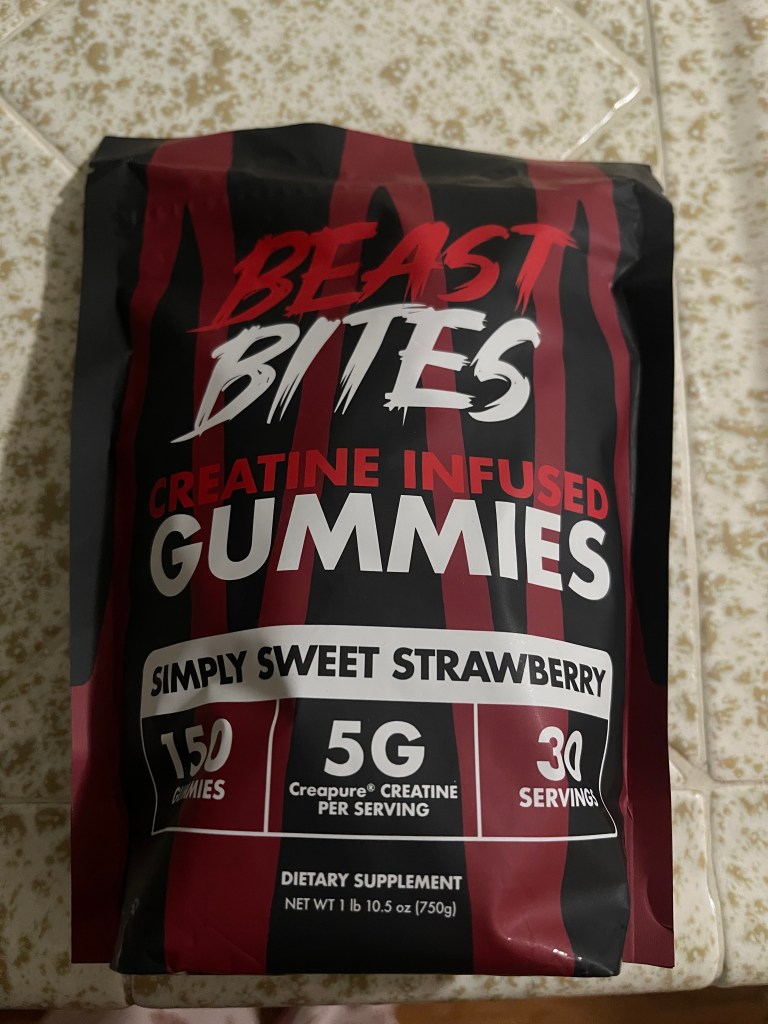 BEAST
BITES
CREATINE INFUSED
GUMMIES
SIMPLY SWEET STRAWBERRY
150
GUMMIES
5G
Creapure® CREATINE
PER SERVING
30
SERVINGS
DIETARY SUPPLEMENT
NET WT 1 lb 10.5 oz (750g)